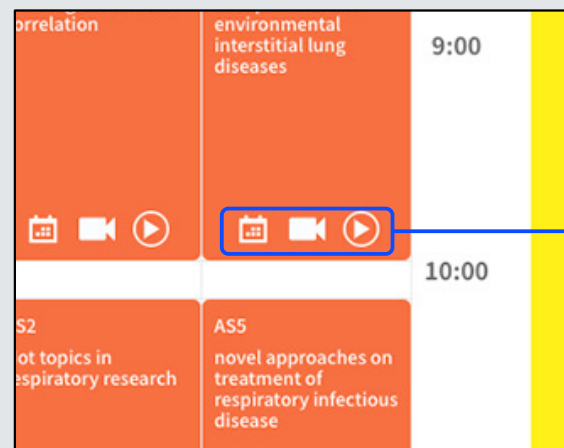 orrelation
environmental
interstitial lung
diseases
9:00
10:00
S2
ot topics in
espiratory research
AS5
novel approaches on
treatment of
respiratory infectious
disease